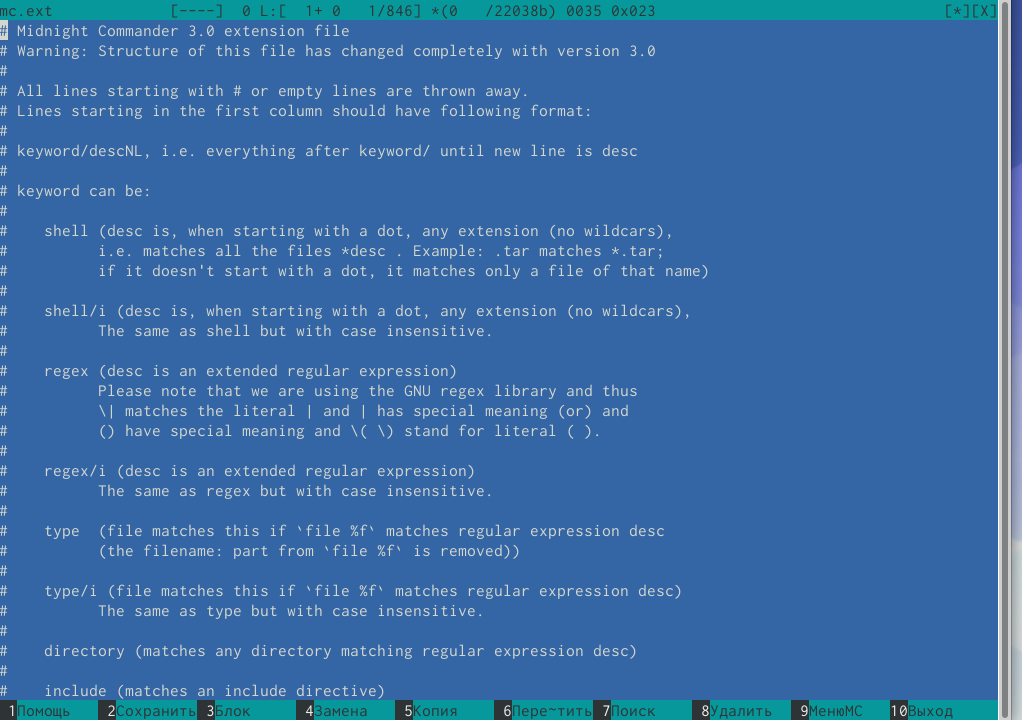 mc.ext [----] 0 L:[ 1+ 0 1/846] *(0 /22038b) 0035 0x023 [*][X]
# Midnight Commander 3.0 extension file
# Warning: Structure of this file has changed completely with version 3.0
#
# All lines starting with # or empty lines are thrown away.
# Lines starting in the first column should have following format:
#
# keyword/descNL, i.e. everything after keyword/ until new line is desc
#
# keyword can be:
#
#    shell (desc is, when starting with a dot, any extension (no wildcars),
#          i.e. matches all the files *desc . Example: .tar matches *.tar;
#          if it doesn't start with a dot, it matches only a file of that name)
#
#    shell/i (desc is, when starting with a dot, any extension (no wildcars),
#          The same as shell but with case insensitive.
#
#    regex (desc is an extended regular expression)
#          Please note that we are using the GNU regex library and thus
#          \| matches the literal | and | has special meaning (or) and
#          () have special meaning and \( \) stand for literal ( ).
#
#    regex/i (desc is an extended regular expression)
#          The same as regex but with case insensitive.
#
#    type  (file matches this if `file %f` matches regular expression desc
#          (the filename: part from `file %f` is removed))
#
#    type/i (file matches this if `file %f` matches regular expression desc)
#          The same as type but with case insensitive.
#
#    directory (matches any directory matching regular expression desc)
#
#    include (matches an include directive)
1Помощь 2Сохранить 3Блок 4Замена 5Копия 6Пере~тить 7Поиск 8Удалить 9МенюМС 10Выход